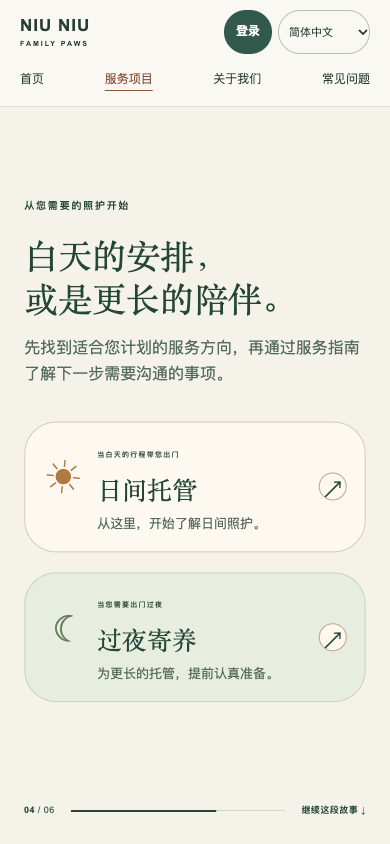 NIU NIU
FAMILY PAWS
登录
简体中文
首页
服务项目
关于我们
常见问题
从您需要的照护开始
白天的安排，
或是更长的陪伴。
先找到适合您计划的服务方向，再通过服务指南
了解下一步需要沟通的事项。
当白天的行程带您出门
日间托管
从这里，开始了解日间照护。
当您需要出门过夜
过夜寄养
为更长的托管，提前认真准备。
04 / 06
继续这段故事 ↓